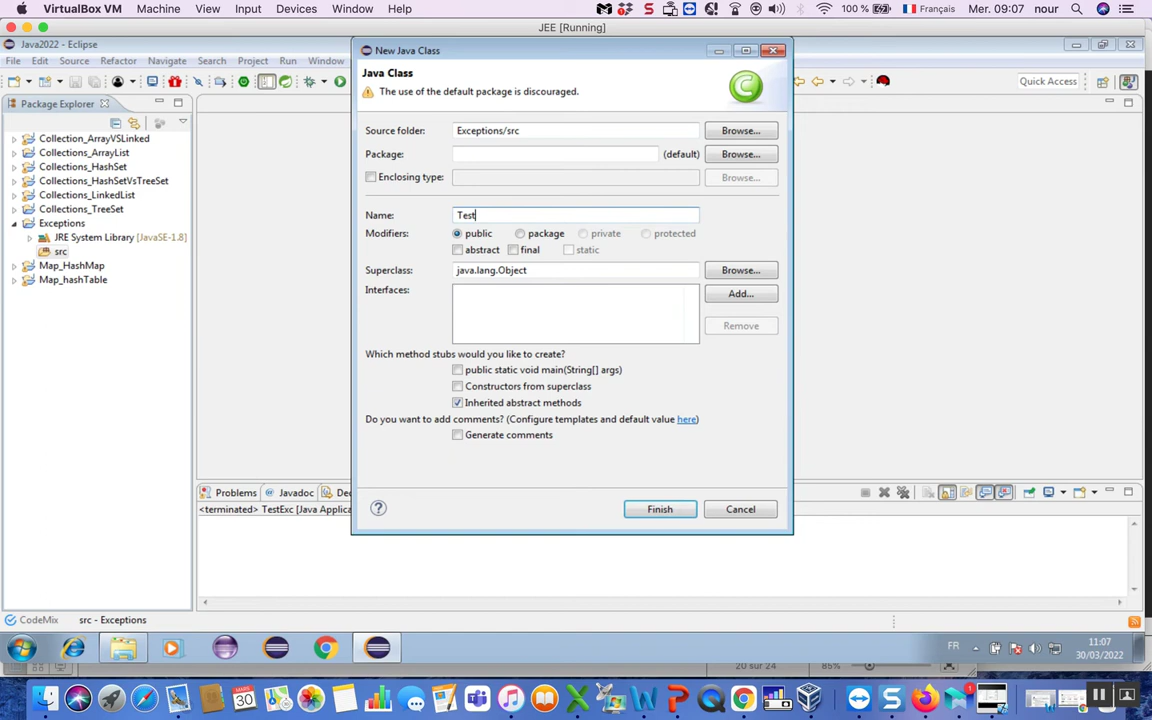 VirtualBox VM Machine View Input Devices Window Help 100 % Français Mer. 09:07 nour
JEE [Running]
Java2022 - Eclipse
File Edit Source Refactor Navigate Search Project Run Window
Quick Access
New Java Class
Java Class
The use of the default package is discouraged.
Package Explorer
Collection_ArrayVSLinked
Collections_ArrayList
Collections_HashSet
Collections_HashSetVsTreeSet
Collections_LinkedList
Collections_TreeSet
Exceptions
JRE System Library [JavaSE-1.8]
src
Map_HashMap
Map_hashTable
Source folder: Exceptions/src Browse...
Package: (default) Browse...
Enclosing type: Browse...
Name: Test
Modifiers: public package private protected
abstract final static
Superclass: java.lang.Object Browse...
Interfaces: Add...
Remove
Which method stubs would you like to create?
public static void main(String[] args)
Constructors from superclass
Inherited abstract methods
Do you want to add comments? (Configure templates and default value here)
Generate comments
Finish Cancel
Problems Javadoc Dec
<terminated> TestExc [Java Applica
CodeMix src - Exceptions
FR 11:07
30/03/2022
20 sur 24 85%
MAR
30